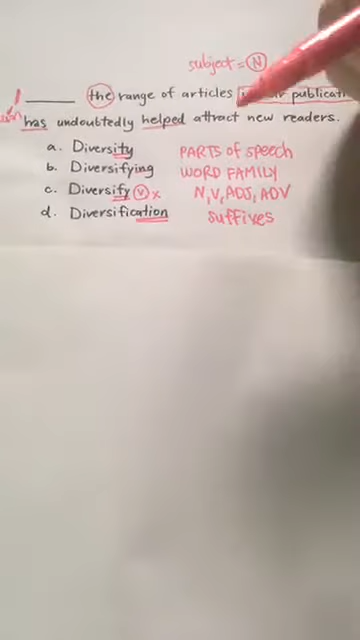 subject = N
_____ the range of articles publicati
has undoubtedly helped attract new readers.
a. Diversity PARTS of speech
b. Diversifying WORD FAMILY
c. Diversify V x N, V, ADJ, ADV
d. Diversification suffixes